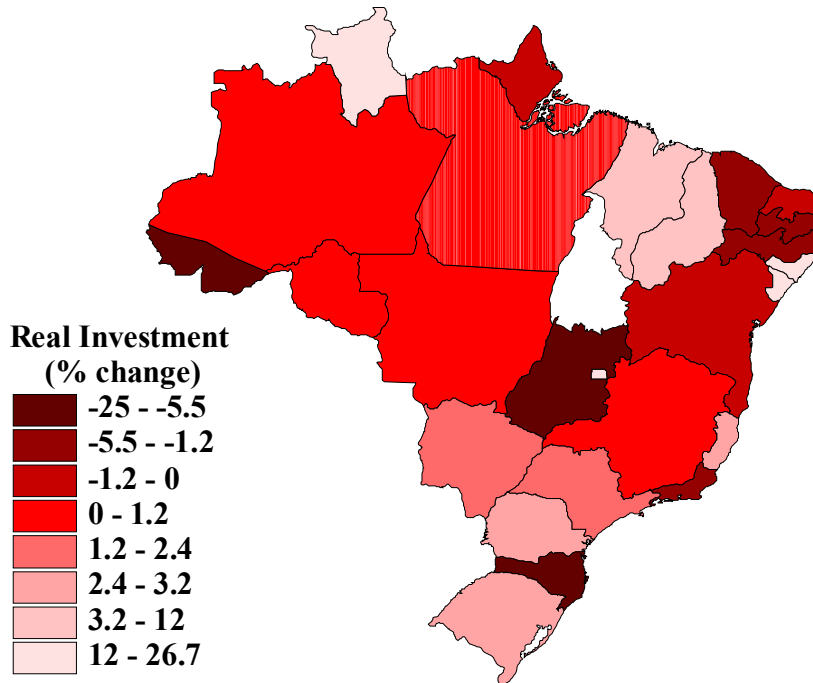 Real Investment
(% change)
-25 - -5.5
-5.5 - -1.2
-1.2 - 0
0 - 1.2
1.2 - 2.4
2.4 - 3.2
3.2 - 12
12 - 26.7